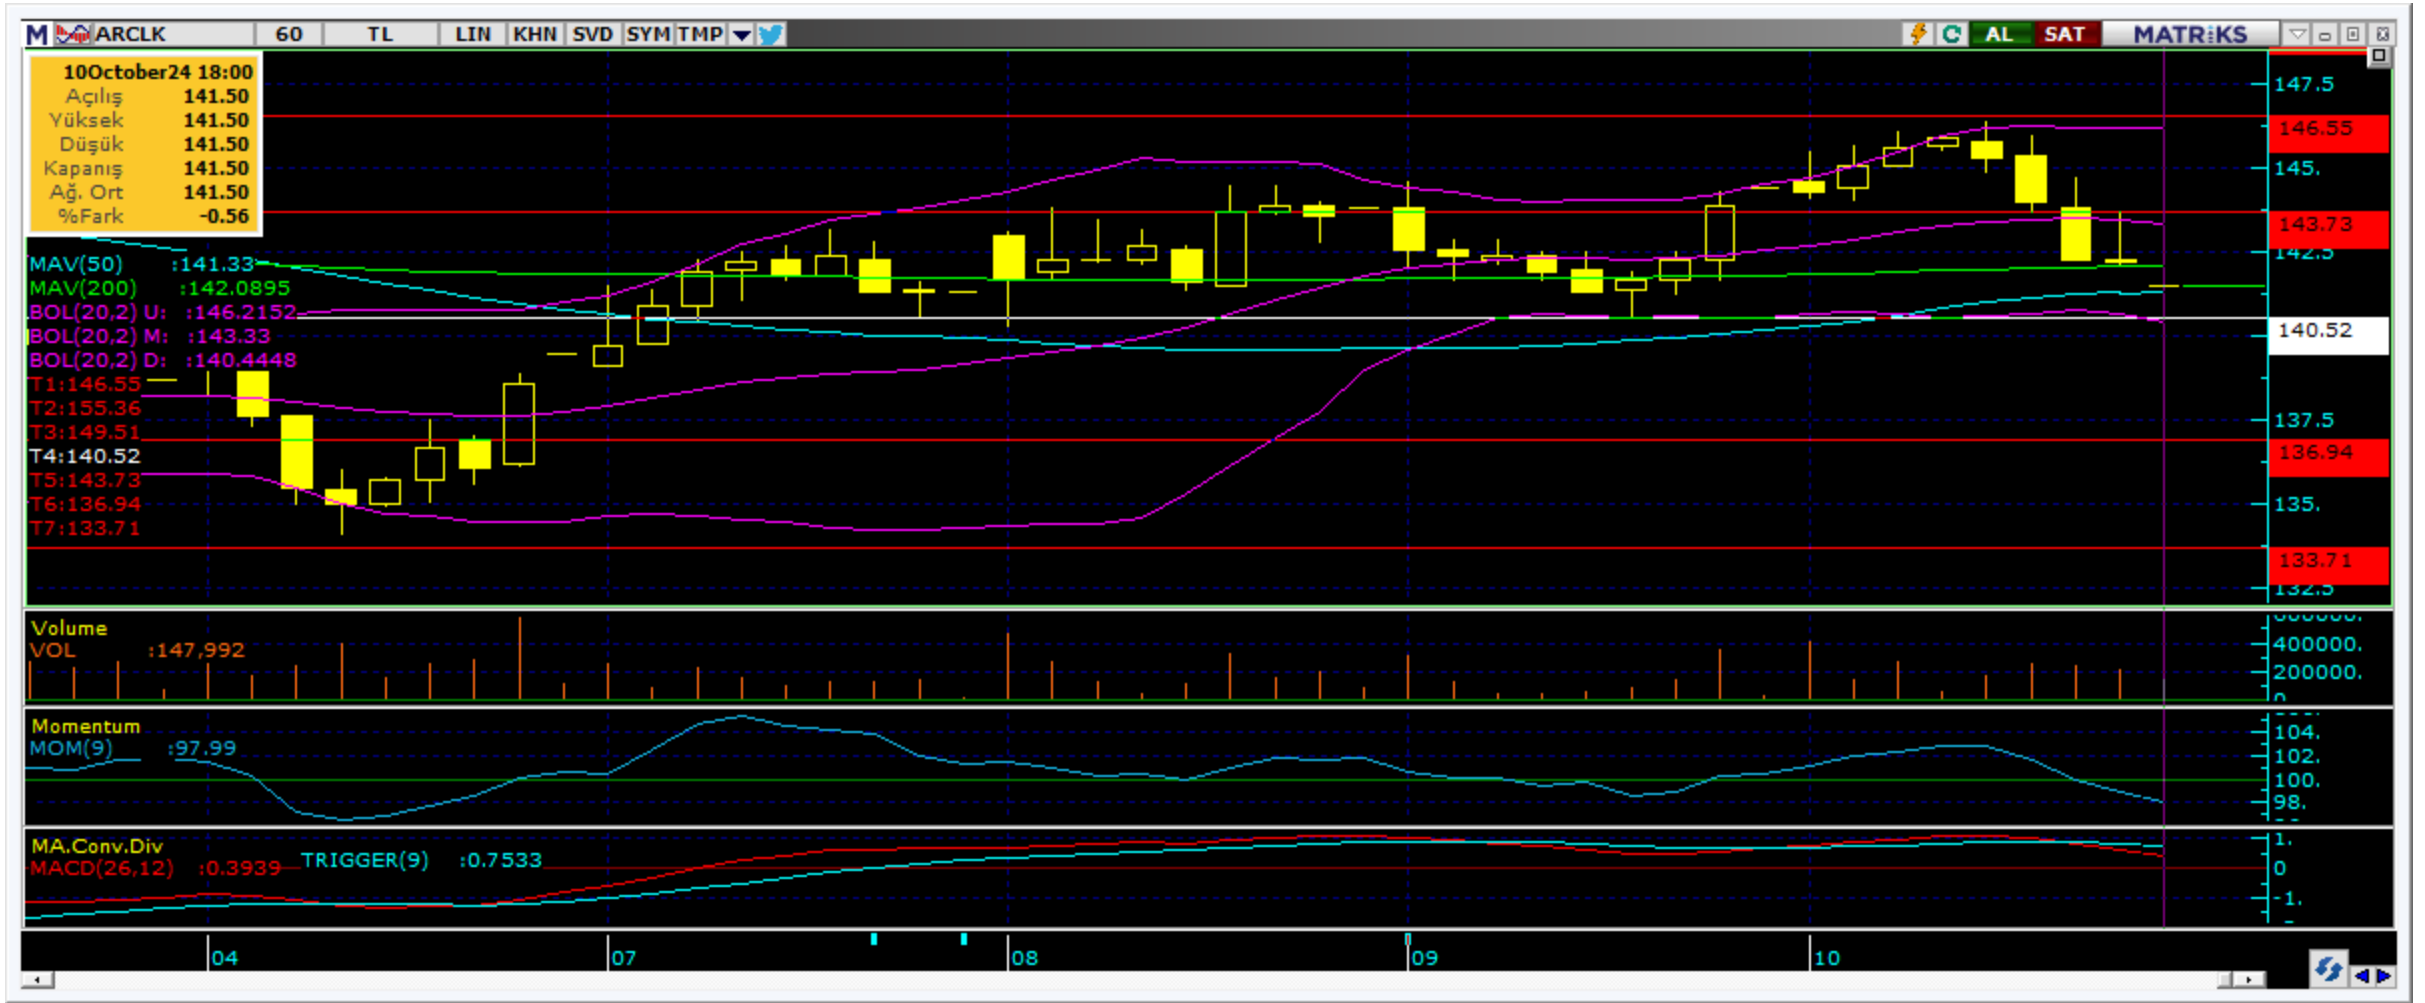 M ARCLK 60 TL LIN KHN SVD SYM TMP AL SAT MATRiKS
10October24 18:00
Açılış 141.50
Yüksek 141.50
Düşük 141.50
Kapanış 141.50
Ağ. Ort 141.50
%Fark -0.56
MAV(50) :141.33
MAV(200) :142.0895
BOL(20,2) U: :146.2152
BOL(20,2) M: :143.33
BOL(20,2) D: :140.4448
T1:146.55
T2:155.36
T3:149.51
T4:140.52
T5:143.73
T6:136.94
T7:133.71
147.5
146.55
145.
143.73
142.5
140.52
137.5
136.94
135.
133.71
132.5
Volume
VOL :147,992
400000.
200000.
0
Momentum
MOM(9) :97.99
104.
102.
100.
98.
MA.Conv.Div
MACD(26,12) :0.3939 TRIGGER(9) :0.7533
1.
0
-1.
04 07 08 09 10